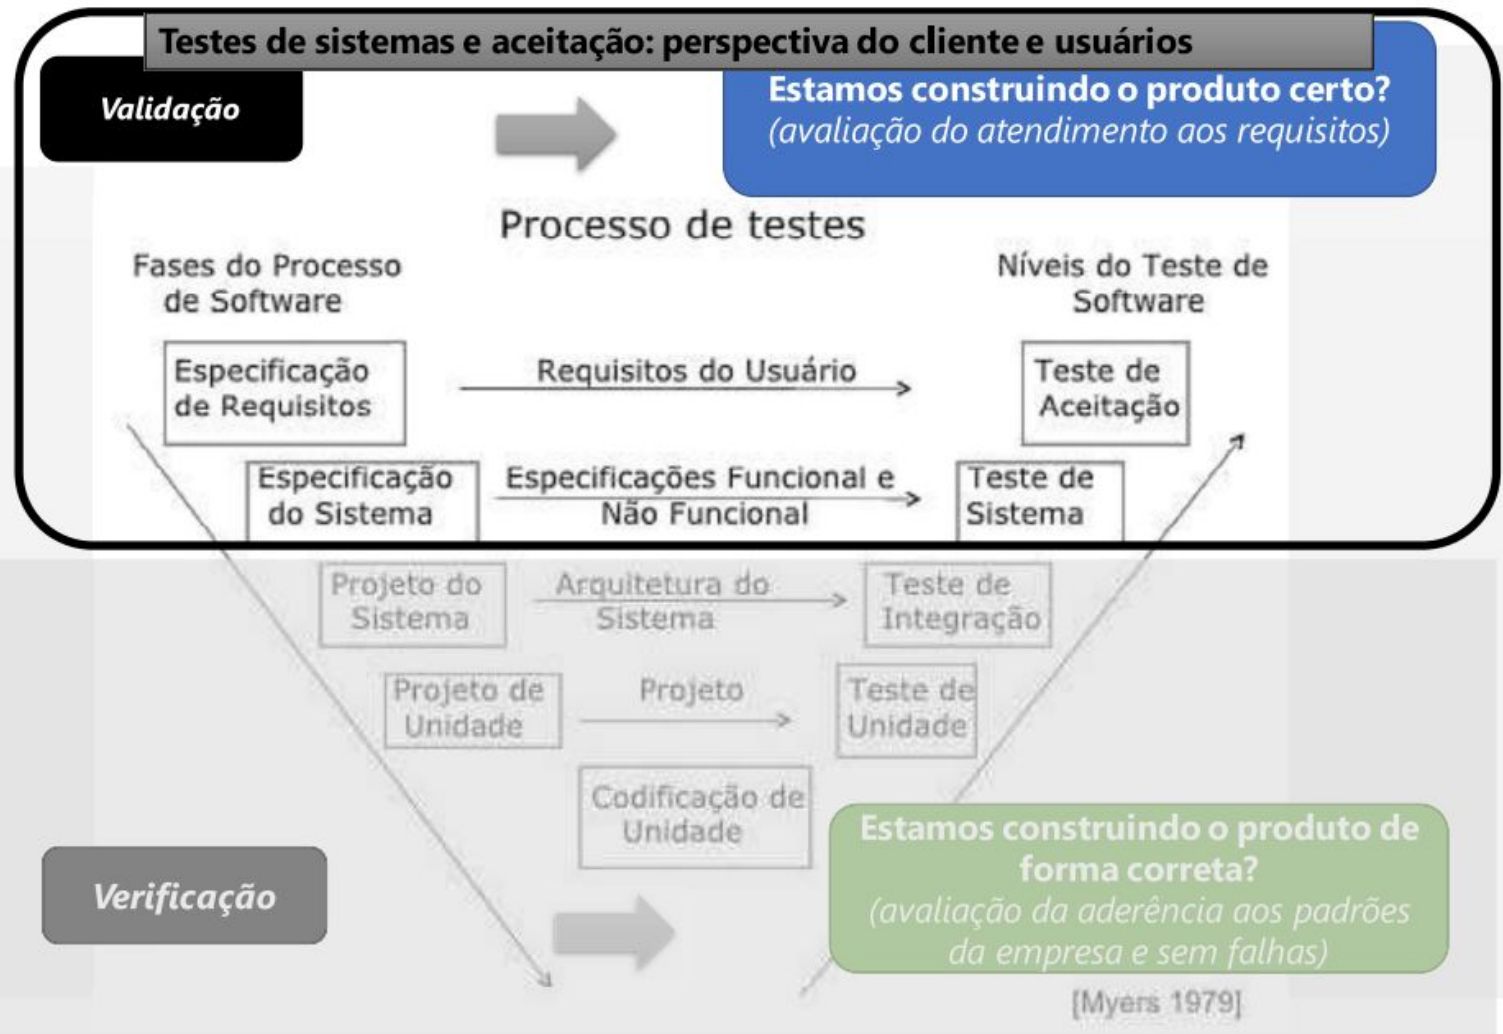 Testes de sistemas e aceitação: perspectiva do cliente e usuários
Validação
Estamos construindo o produto certo?
(avaliação do atendimento aos requisitos)
Processo de testes
Fases do Processo
de Software
Níveis do Teste de
Software
Especificação
de Requisitos
Requisitos do Usuário
Teste de
Aceitação
Especificação
do Sistema
Especificações Funcional e
Não Funcional
Teste de
Sistema
Projeto do
Sistema
Arquitetura do
Sistema
Teste de
Integração
Projeto de
Unidade
Projeto
Teste de
Unidade
Codificação de
Unidade
Verificação
Estamos construindo o produto de
forma correta?
(avaliação da aderência aos padrões
da empresa e sem falhas)
[Myers 1979]